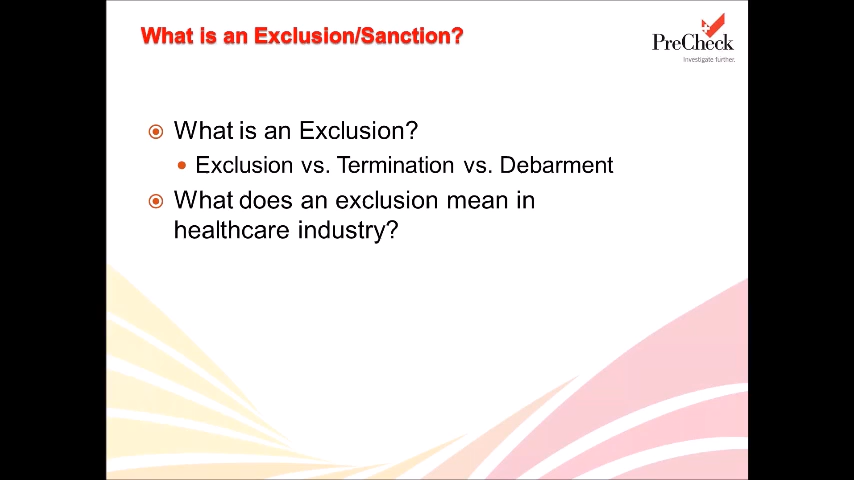 What is an Exclusion/Sanction?
PreCheck
Investigate further.
What is an Exclusion?
Exclusion vs. Termination vs. Debarment
What does an exclusion mean in
healthcare industry?